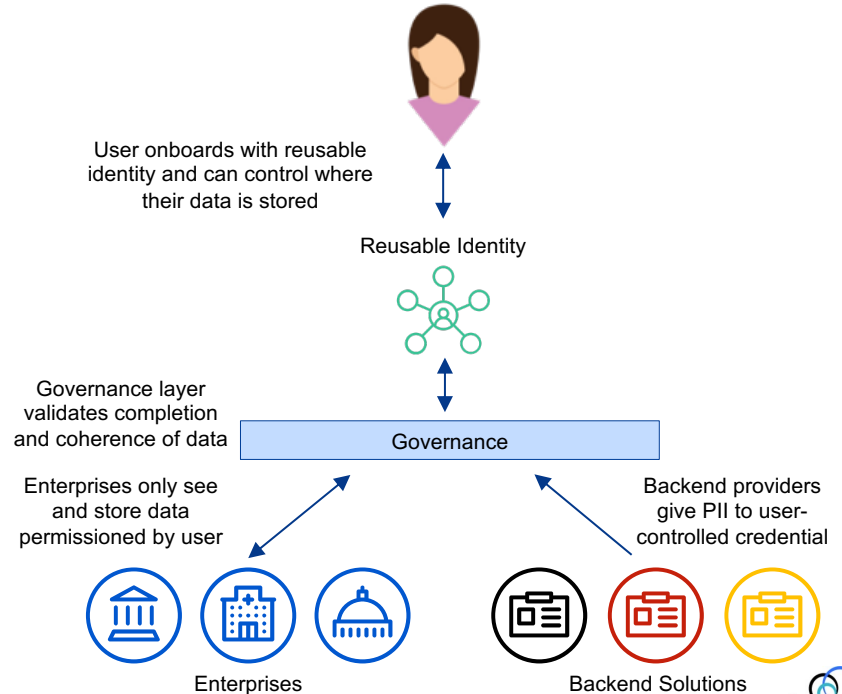 User onboards with reusable
identity and can control where
their data is stored
Reusable Identity
Governance layer
validates completion
and coherence of data
Governance
Enterprises only see
and store data
permissioned by user
Backend providers
give PII to user-
controlled credential
Enterprises
Backend Solutions